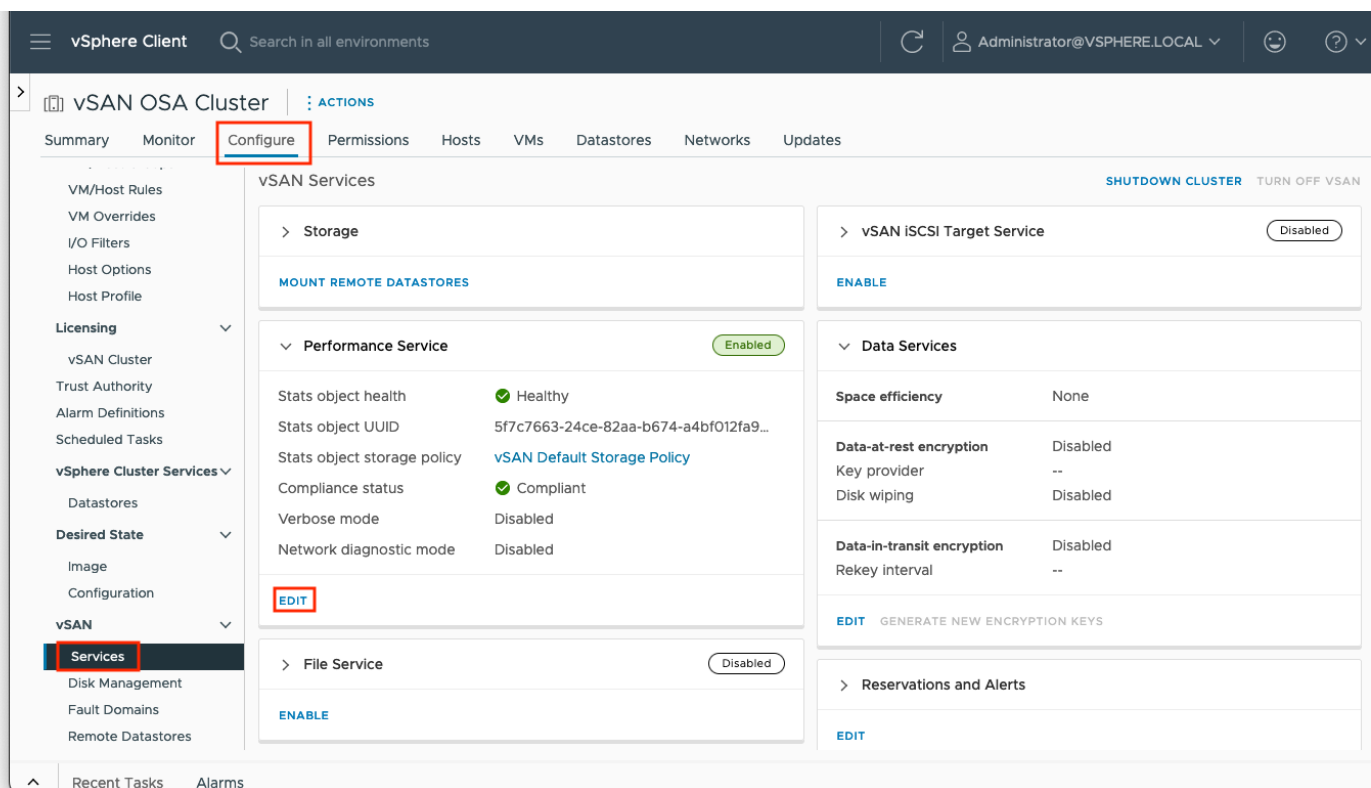 vSphere Client
Search in all environments
Administrator@VSPHERE.LOCAL
vSAN OSA Cluster
ACTIONS
Summary Monitor Configure Permissions Hosts VMs Datastores Networks Updates
VM/Host Rules
VM Overrides
I/O Filters
Host Options
Host Profile
Licensing
vSAN Cluster
Trust Authority
Alarm Definitions
Scheduled Tasks
vSphere Cluster Services
Datastores
Desired State
Image
Configuration
vSAN
Services
Disk Management
Fault Domains
Remote Datastores
vSAN Services
SHUTDOWN CLUSTER TURN OFF VSAN
Storage
MOUNT REMOTE DATASTORES
Performance Service Enabled
Stats object health Healthy
Stats object UUID 5f7c7663-24ce-82aa-b674-a4bf012fa9...
Stats object storage policy vSAN Default Storage Policy
Compliance status Compliant
Verbose mode Disabled
Network diagnostic mode Disabled
EDIT
File Service Disabled
ENABLE
vSAN iSCSI Target Service Disabled
ENABLE
Data Services
Space efficiency None
Data-at-rest encryption Disabled
Key provider --
Disk wiping Disabled
Data-in-transit encryption Disabled
Rekey interval --
EDIT GENERATE NEW ENCRYPTION KEYS
Reservations and Alerts
EDIT
Recent Tasks Alarms